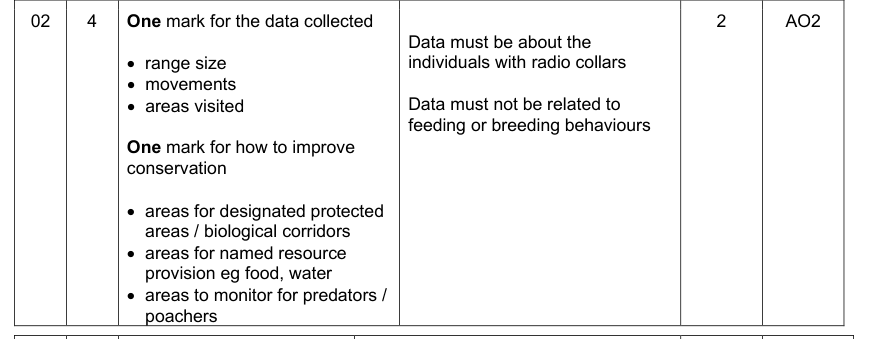 02 4 One mark for the data collected 2 AO2
• range size
• movements
• areas visited
One mark for how to improve
conservation
• areas for designated protected
areas / biological corridors
• areas for named resource
provision eg food, water
• areas to monitor for predators /
poachers
Data must be about the
individuals with radio collars
Data must not be related to
feeding or breeding behaviours